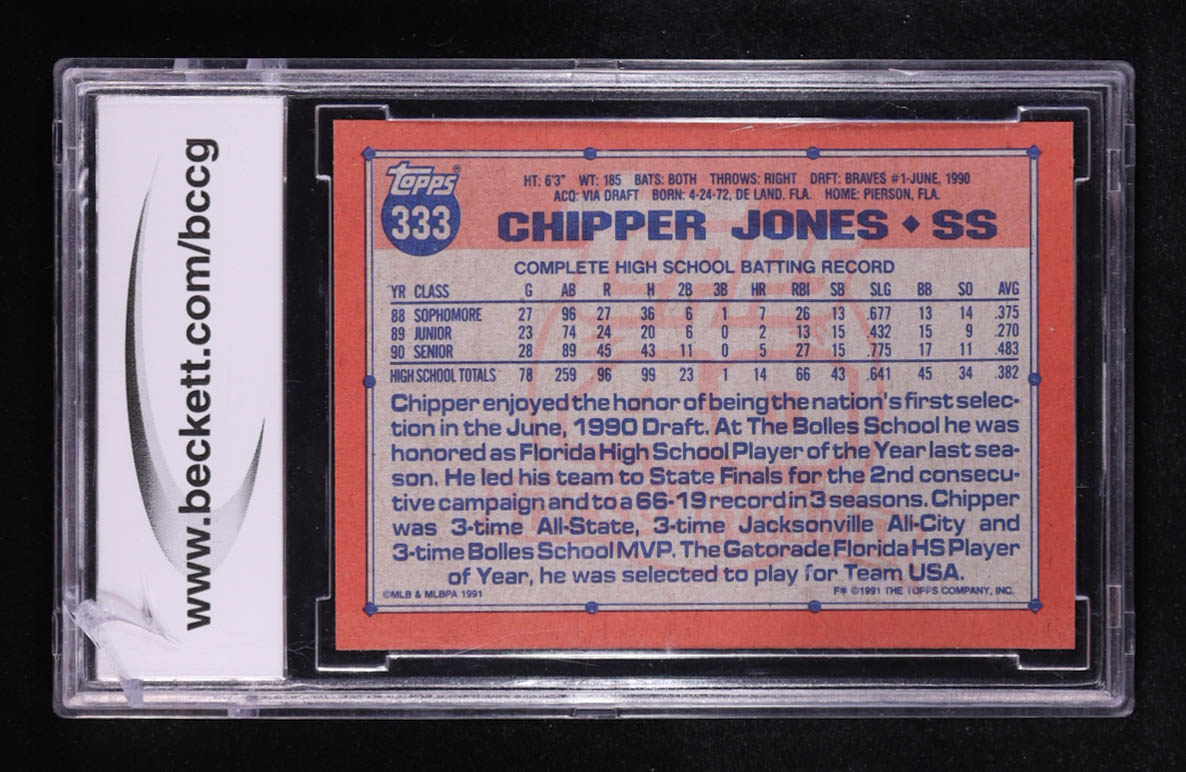 www.beckett.com/bccg
Topps®
333
HT: 6'3" WT: 185 BATS: BOTH THROWS: RIGHT DRFT: BRAVES #1-JUNE, 1990
ACQ: VIA DRAFT BORN: 4-24-72, DE LAND, FLA. HOME: PIERSON, FLA.
CHIPPER JONES ♦ SS
COMPLETE HIGH SCHOOL BATTING RECORD
YR CLASS G AB R H 2B 3B HR RBI SB SLG BB SO AVG
88 SOPHOMORE 27 96 27 36 6 1 7 26 13 .677 13 14 .375
89 JUNIOR 23 74 24 20 6 0 2 13 15 .432 15 9 .270
90 SENIOR 28 89 45 43 11 0 5 27 15 .775 17 11 .483
HIGH SCHOOL TOTALS 78 259 96 99 23 1 14 66 43 .641 45 34 .382
Chipper enjoyed the honor of being the nation's first selec-
tion in the June, 1990 Draft. At The Bolles School he was
honored as Florida High School Player of the Year last sea-
son. He led his team to State Finals for the 2nd consecu-
tive campaign and to a 66-19 record in 3 seasons. Chipper
was 3-time All-State, 3-time Jacksonville All-City and
3-time Bolles School MVP. The Gatorade Florida HS Player
of Year, he was selected to play for Team USA.
©MLB & MLBPA 1991
F* ©1991 THE TOPPS COMPANY, INC.